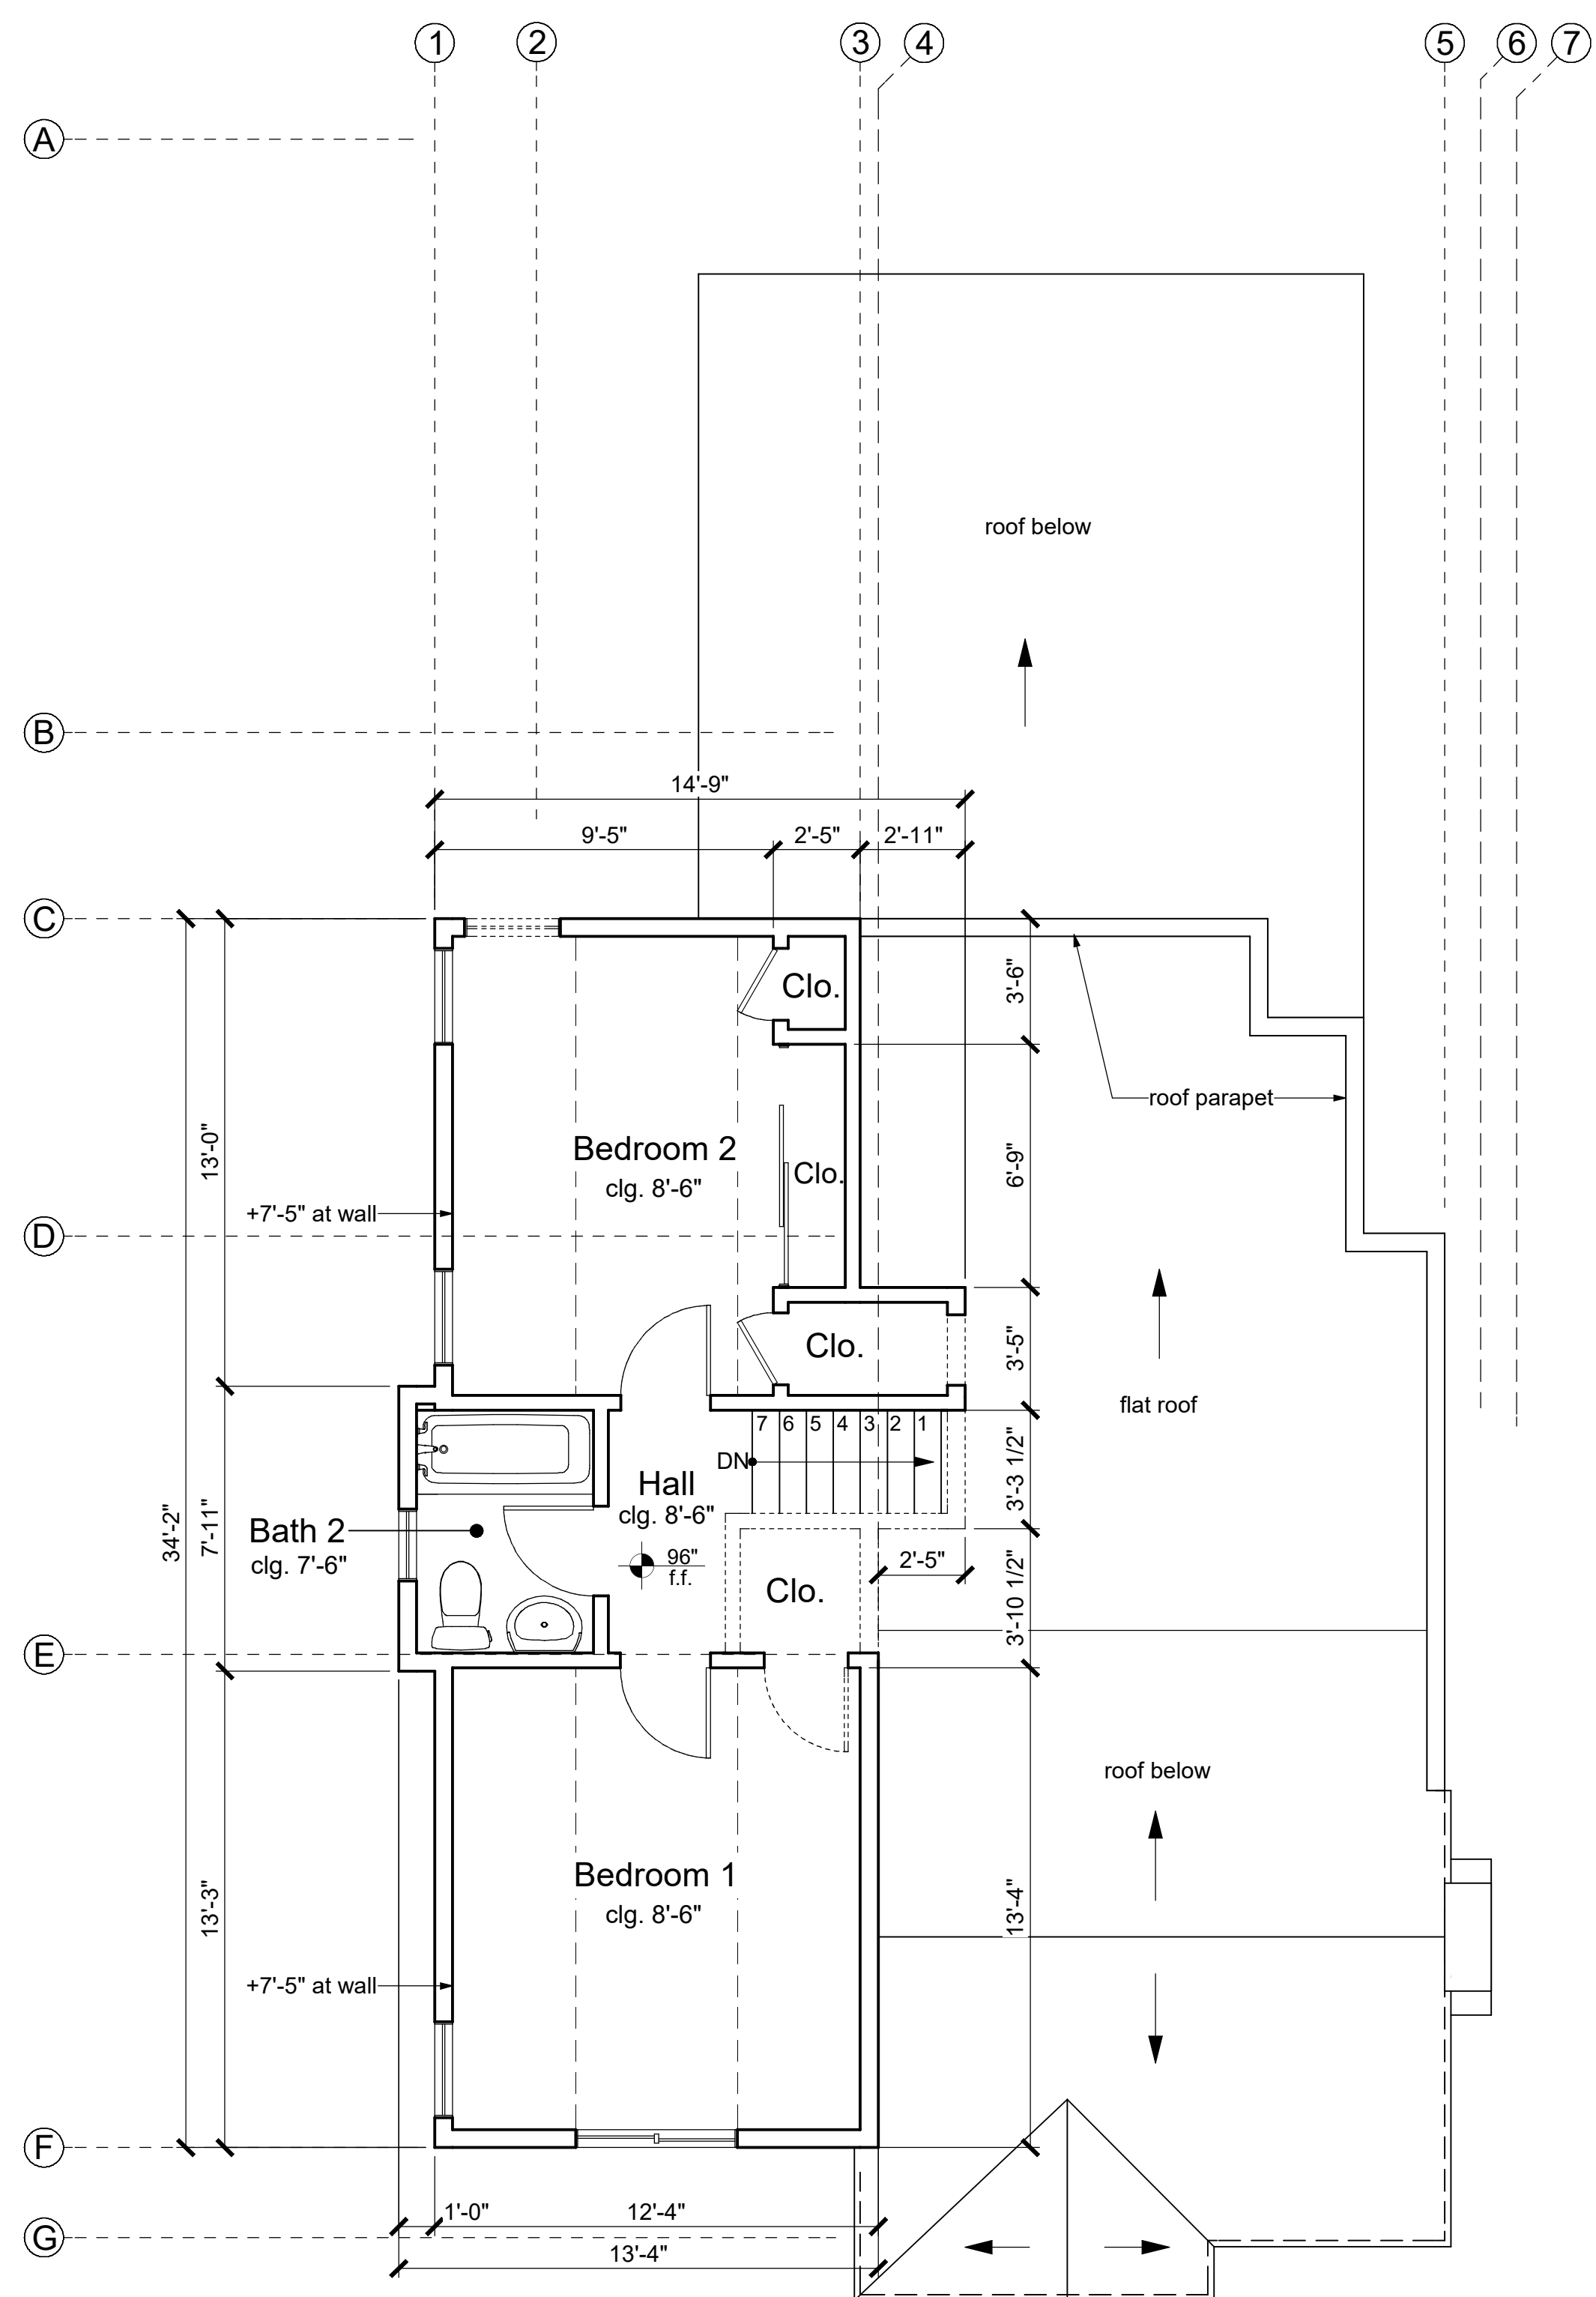 1
2
3
4
5
6
7
A
roof below
B
14'-9"
9'-5"
2'-5"
2'-11"
C
Clo.
3'-6"
roof parapet
Bedroom 2
clg. 8'-6"
13'-0"
Clo.
6'-9"
+7'-5" at wall
D
Clo.
3'-5"
flat roof
7 6 5 4 3 2 1
DN
Hall
clg. 8'-6"
3'-3 1/2"
34'-2"
7'-11"
Bath 2
clg. 7'-6"
96"
f.f.
2'-5"
Clo.
3'-10 1/2"
E
roof below
Bedroom 1
clg. 8'-6"
13'-3"
13'-4"
+7'-5" at wall
F
1'-0"
12'-4"
G
13'-4"